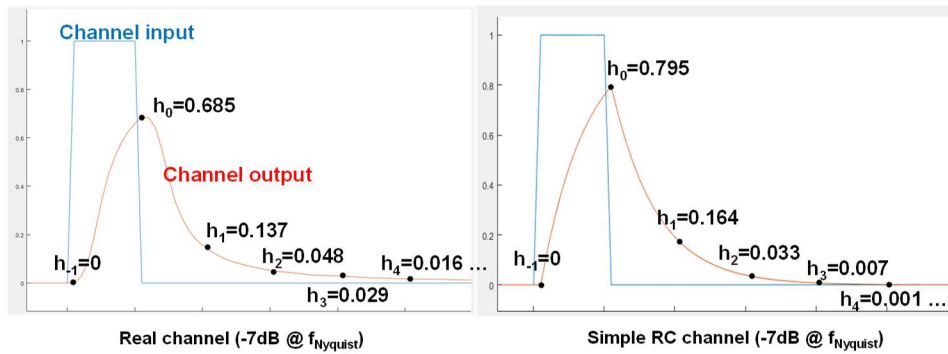 Channel input
h0=0.685
Channel output
h1=0.137
h2=0.048
h-1=0
h4=0.016 ...
h3=0.029
1
0.8
0.6
0.4
0.2
0
Real channel (-7dB @ fNyquist)
h0=0.795
h1=0.164
h2=0.033
h-1=0
h3=0.007
h4=0.001 ...
1
0.8
0.6
0.4
0.2
0
Simple RC channel (-7dB @ fNyquist)